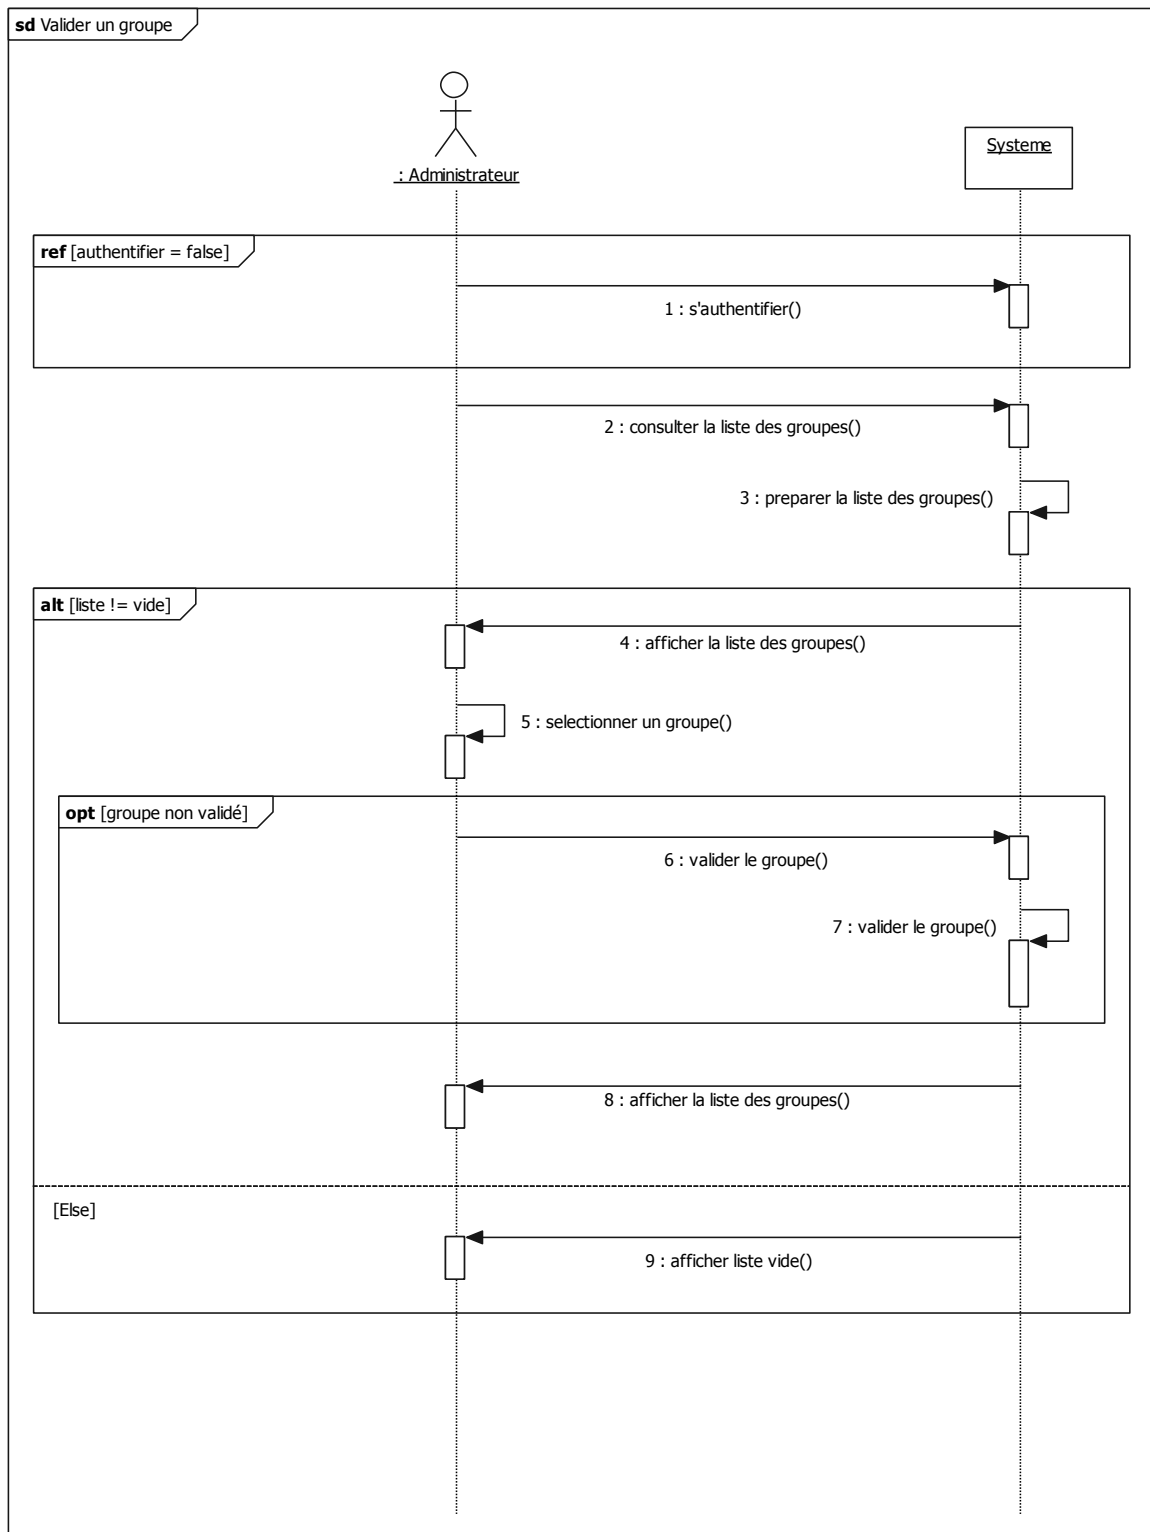 sd Valider un groupe
Systeme
: Administrateur
ref [authentifier = false]
1 : s'authentifier()
2 : consulter la liste des groupes()
3 : preparer la liste des groupes()
alt [liste != vide]
4 : afficher la liste des groupes()
5 : selectionner un groupe()
opt [groupe non validé]
6 : valider le groupe()
7 : valider le groupe()
8 : afficher la liste des groupes()
[Else]
9 : afficher liste vide()